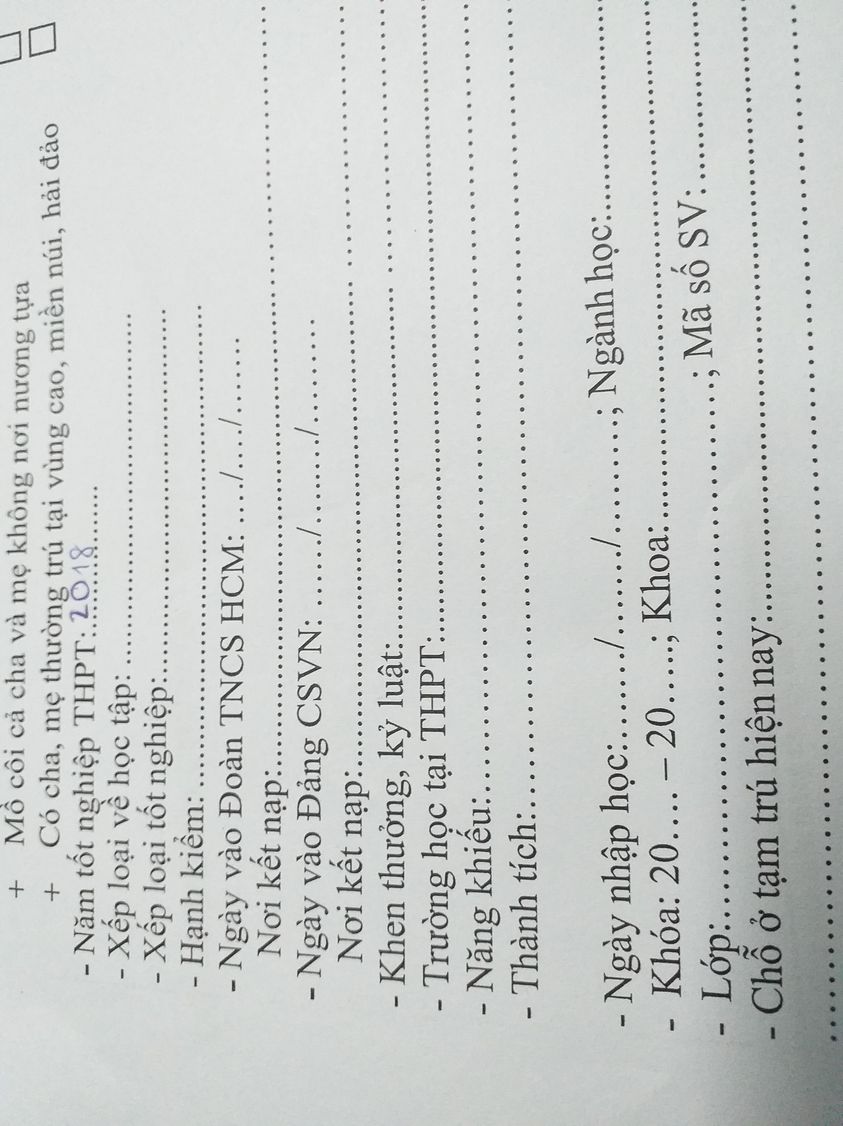 + Mồ côi cả cha và mẹ không nơi nương tựa □
+ Có cha, mẹ thường trú tại vùng cao, miền núi, hải đảo □
- Năm tốt nghiệp THPT: 2018
- Xếp loại về học tập: ..............................
- Xếp loại tốt nghiệp:..............................
- Hạnh kiểm: ..............................
- Ngày vào Đoàn TNCS HCM: ..../..../......
Nơi kết nạp:..............................
- Ngày vào Đảng CSVN: ....../......../........
Nơi kết nạp:..............................
- Khen thưởng, kỷ luật:..............................
- Trường học tại THPT:..............................
- Năng khiếu:..............................
- Thành tích:..............................
- Ngày nhập học:......./......./.........; Ngành học:....................
- Khóa: 20.... – 20.....; Khoa:..............................
- Lớp:..............................; Mã số SV:....................
- Chỗ ở tạm trú hiện nay:..............................
..............................